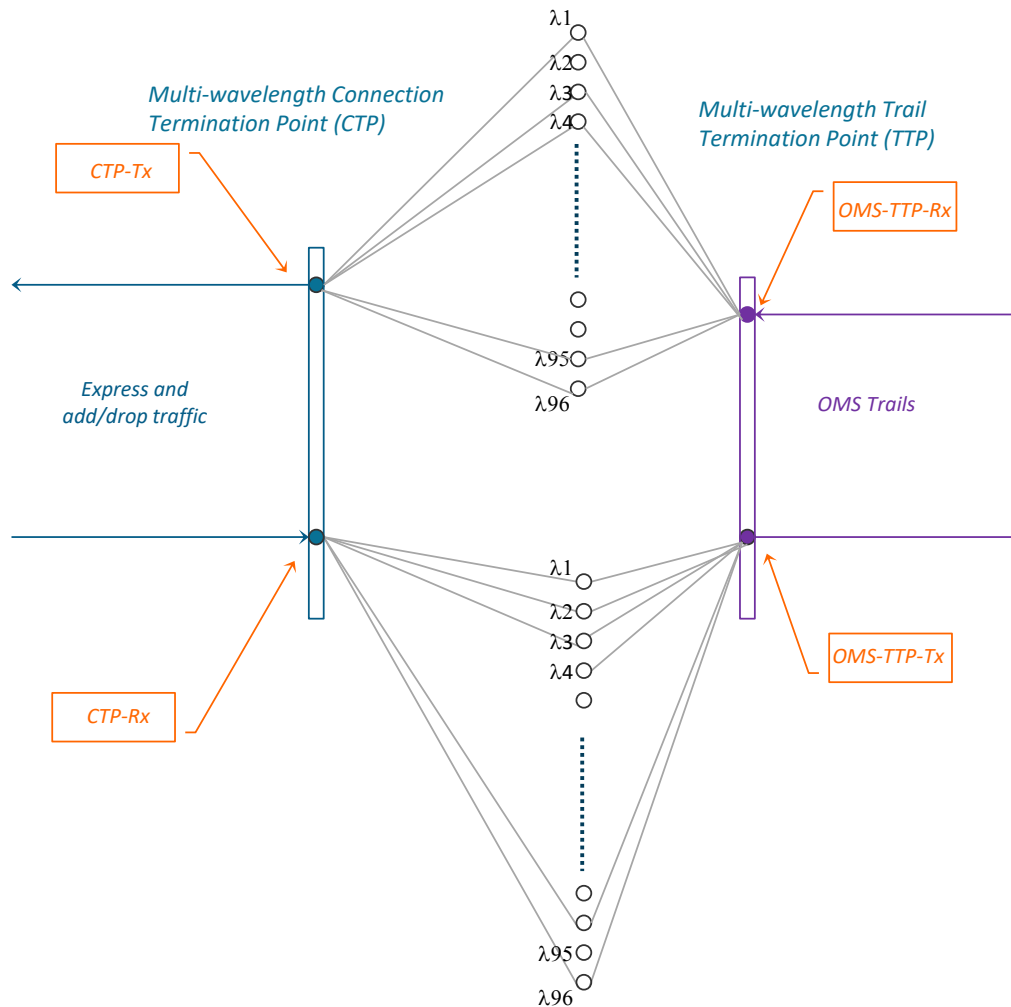 λ1
λ2
λ3
λ4
Multi-wavelength Connection
Termination Point (CTP)
Multi-wavelength Trail
Termination Point (TTP)
CTP-Tx
OMS-TTP-Rx
λ95
λ96
Express and
add/drop traffic
OMS Trails
λ1
λ2
λ3
λ4
OMS-TTP-Tx
CTP-Rx
λ95
λ96